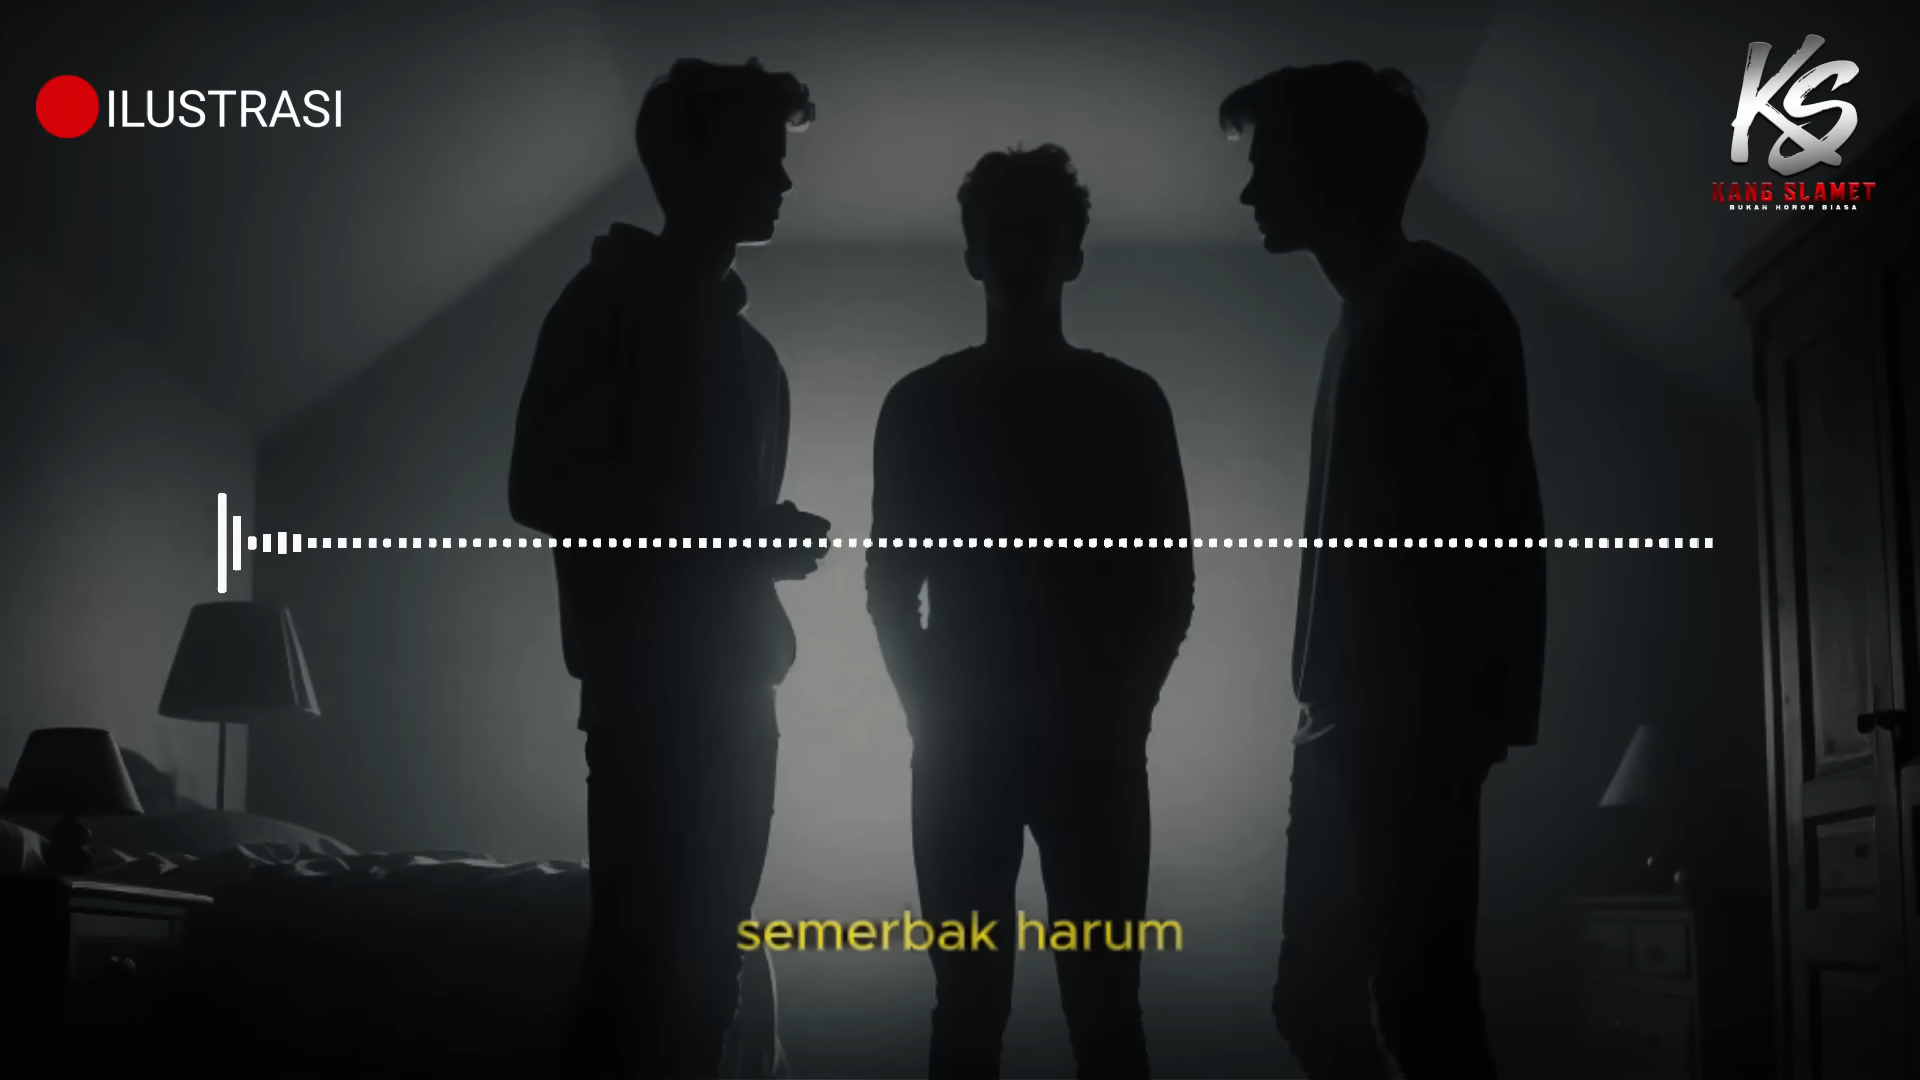 ILUSTRASI
KS
KANG SLAMET
BUKAN HOROR BIASA
semerbak harum